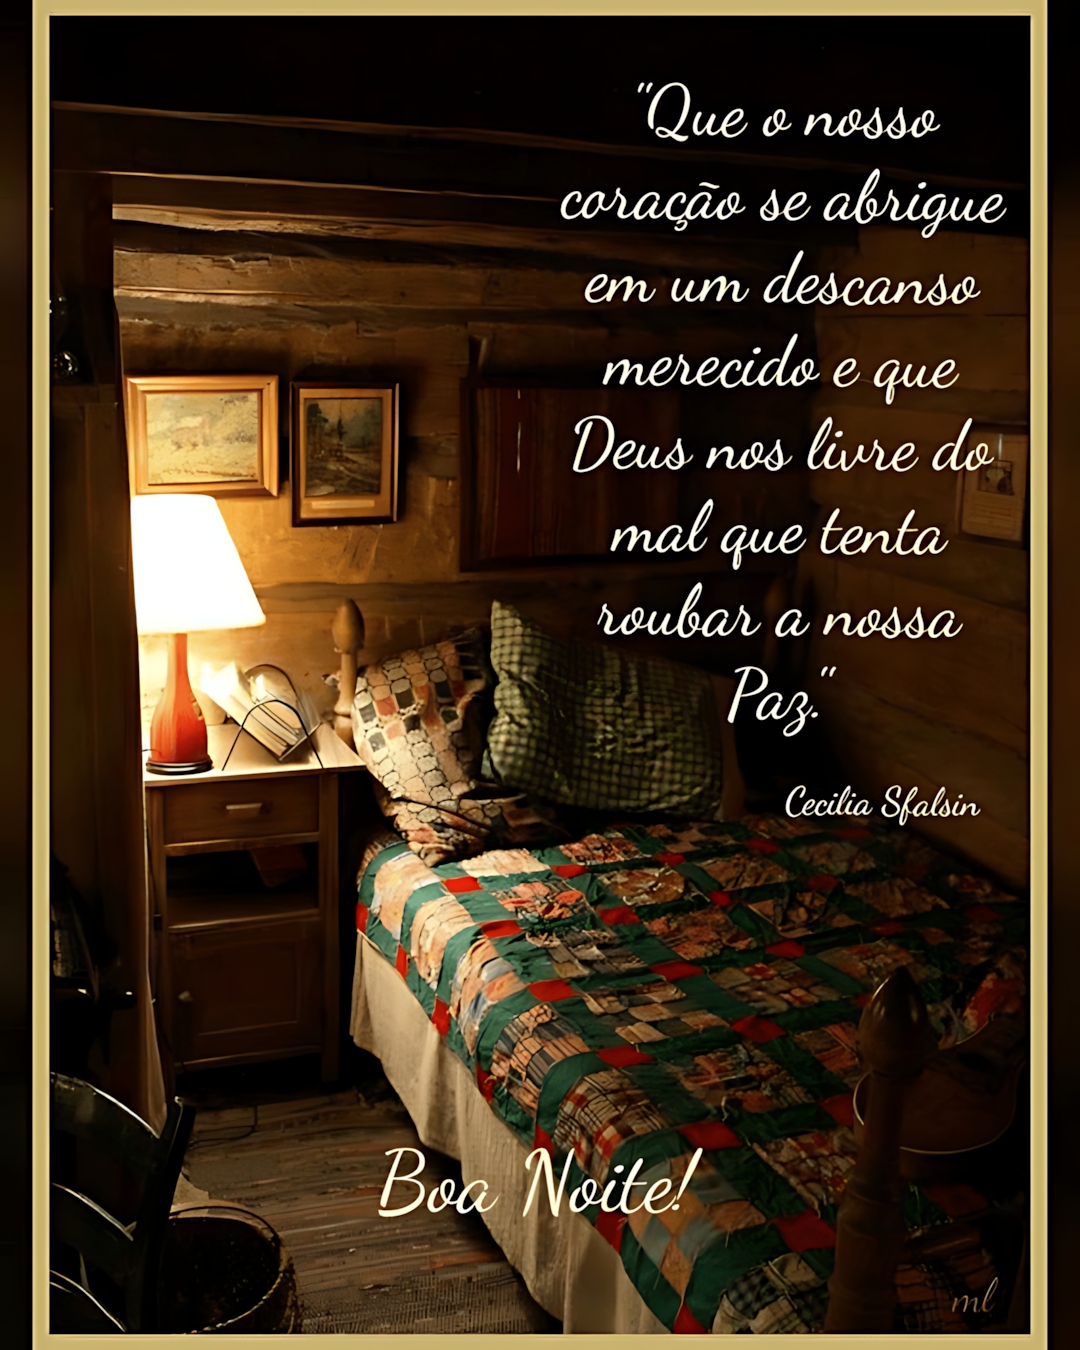 "Que o nosso
coração se abrigue
em um descanso
merecido e que
Deus nos livre do
mal que tenta
roubar a nossa
Paz."
Cecilia Sfalsin
Boa Noite!
ml